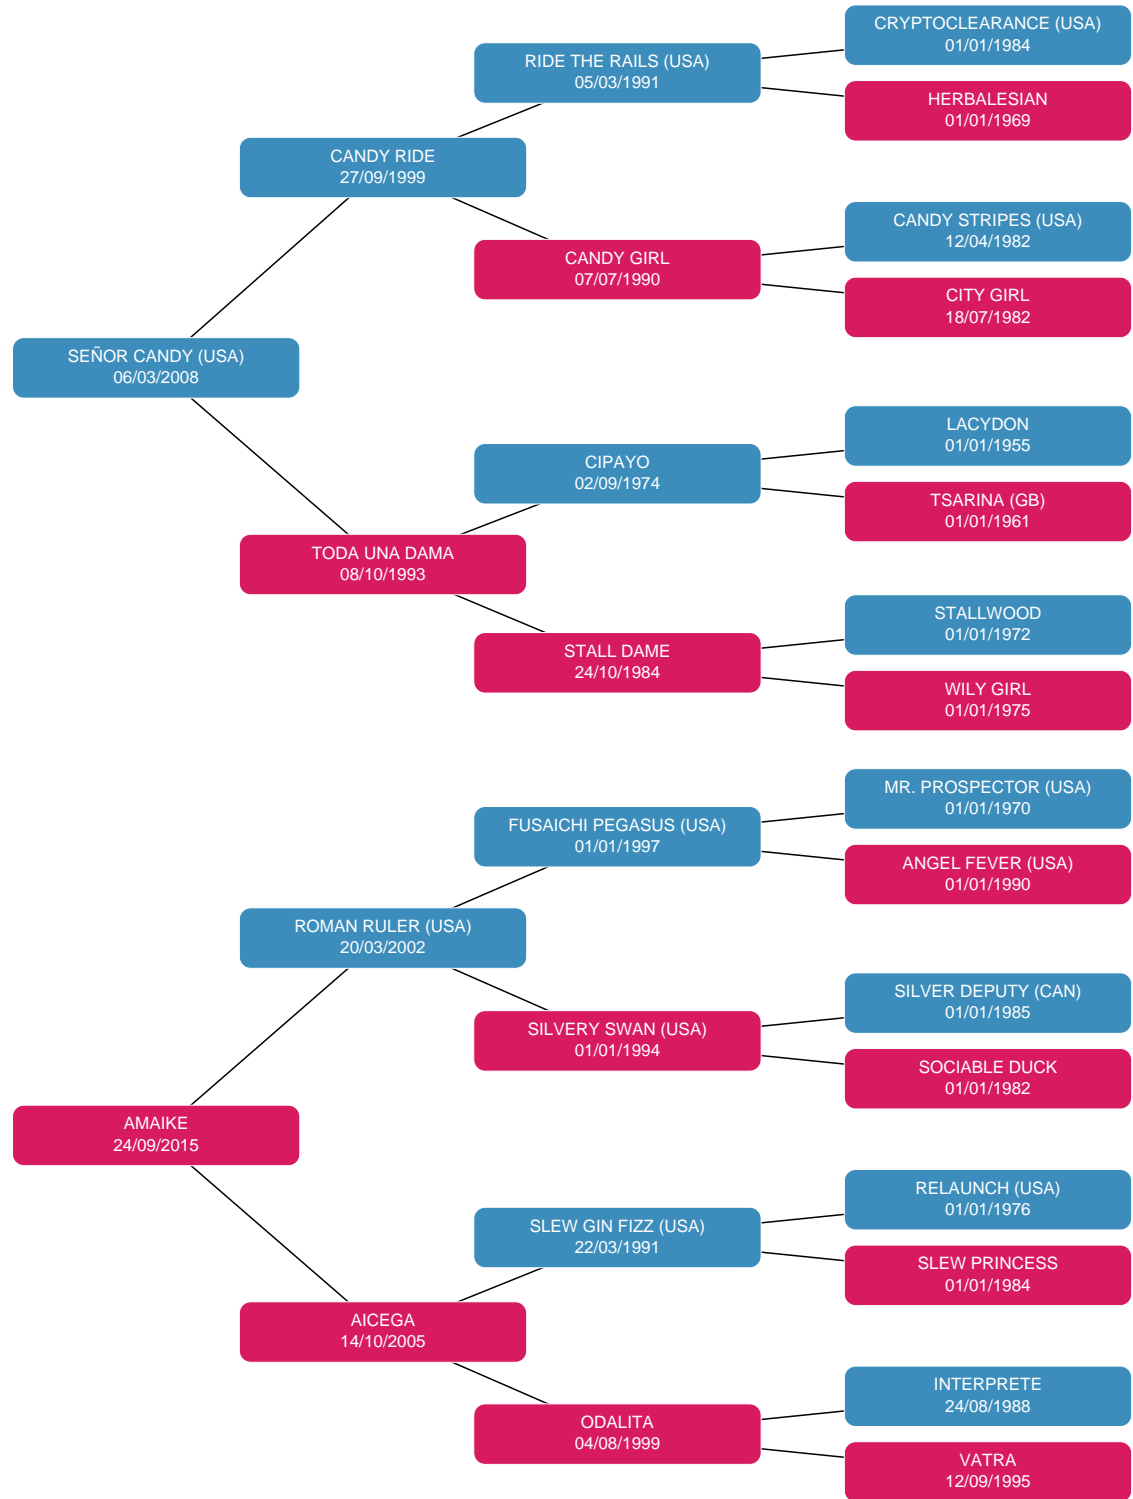 CRYPTOCLEARANCE (USA)
01/01/1984
RIDE THE RAILS (USA)
05/03/1991
HERBALESIAN
01/01/1969
CANDY RIDE
27/09/1999
CANDY STRIPES (USA)
12/04/1982
CANDY GIRL
07/07/1990
CITY GIRL
18/07/1982
SEÑOR CANDY (USA)
06/03/2008
LACYDON
01/01/1955
CIPAYO
02/09/1974
TSARINA (GB)
01/01/1961
TODA UNA DAMA
08/10/1993
STALLWOOD
01/01/1972
STALL DAME
24/10/1984
WILY GIRL
01/01/1975
MR. PROSPECTOR (USA)
01/01/1970
FUSAICHI PEGASUS (USA)
01/01/1997
ANGEL FEVER (USA)
01/01/1990
ROMAN RULER (USA)
20/03/2002
SILVER DEPUTY (CAN)
01/01/1985
SILVERY SWAN (USA)
01/01/1994
SOCIABLE DUCK
01/01/1982
AMAIKE
24/09/2015
RELAUNCH (USA)
01/01/1976
SLEW GIN FIZZ (USA)
22/03/1991
SLEW PRINCESS
01/01/1984
AICEGA
14/10/2005
INTERPRETE
24/08/1988
ODALITA
04/08/1999
VATRA
12/09/1995